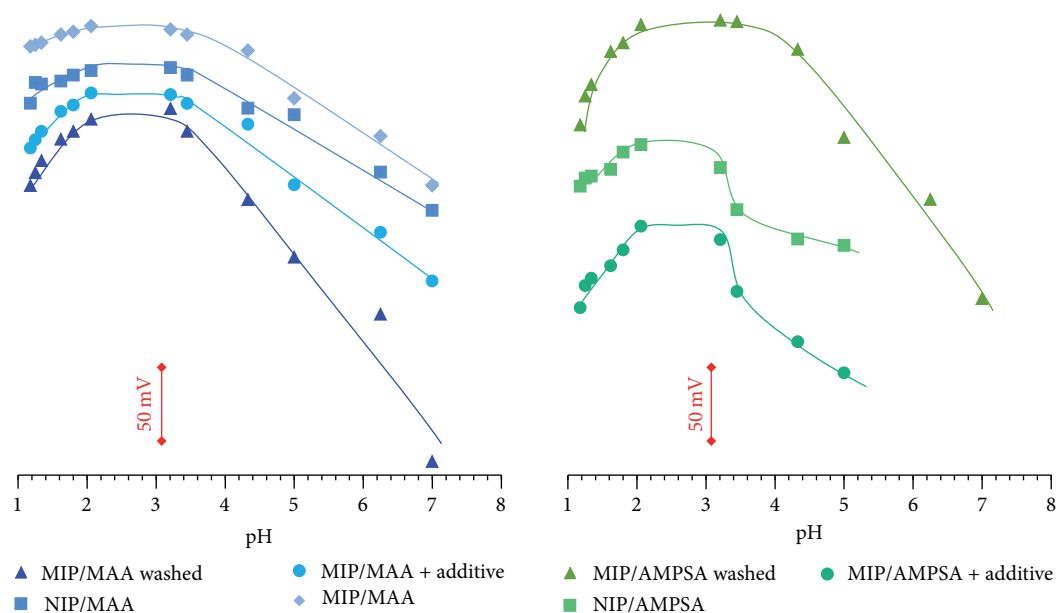 50 mV
1 2 3 4 5 6 7 8
pH
MIP/MAA washed
NIP/MAA
MIP/MAA + additive
MIP/MAA
50 mV
1 2 3 4 5 6 7 8
pH
MIP/AMPSA washed
NIP/AMPSA
MIP/AMPSA + additive